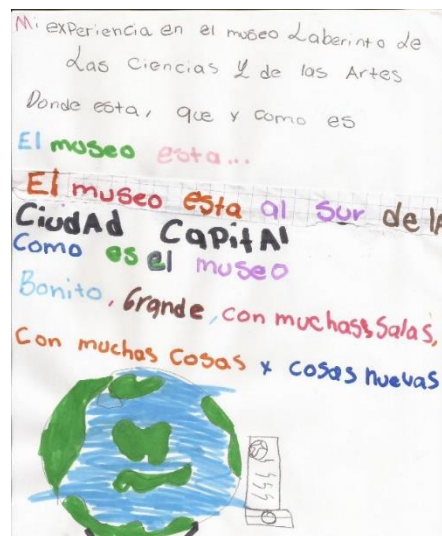 Mi experiencia en el museo Laberinto de
Las Ciencias Y de las Artes
Donde esta, que y como es
El museo esta...
El museo esta al sur de la
CiudAd CaPitAl
Como es el museo
Bonito, Grande, con muchass Salas,
Con muchas Cosas y cosas nuevas